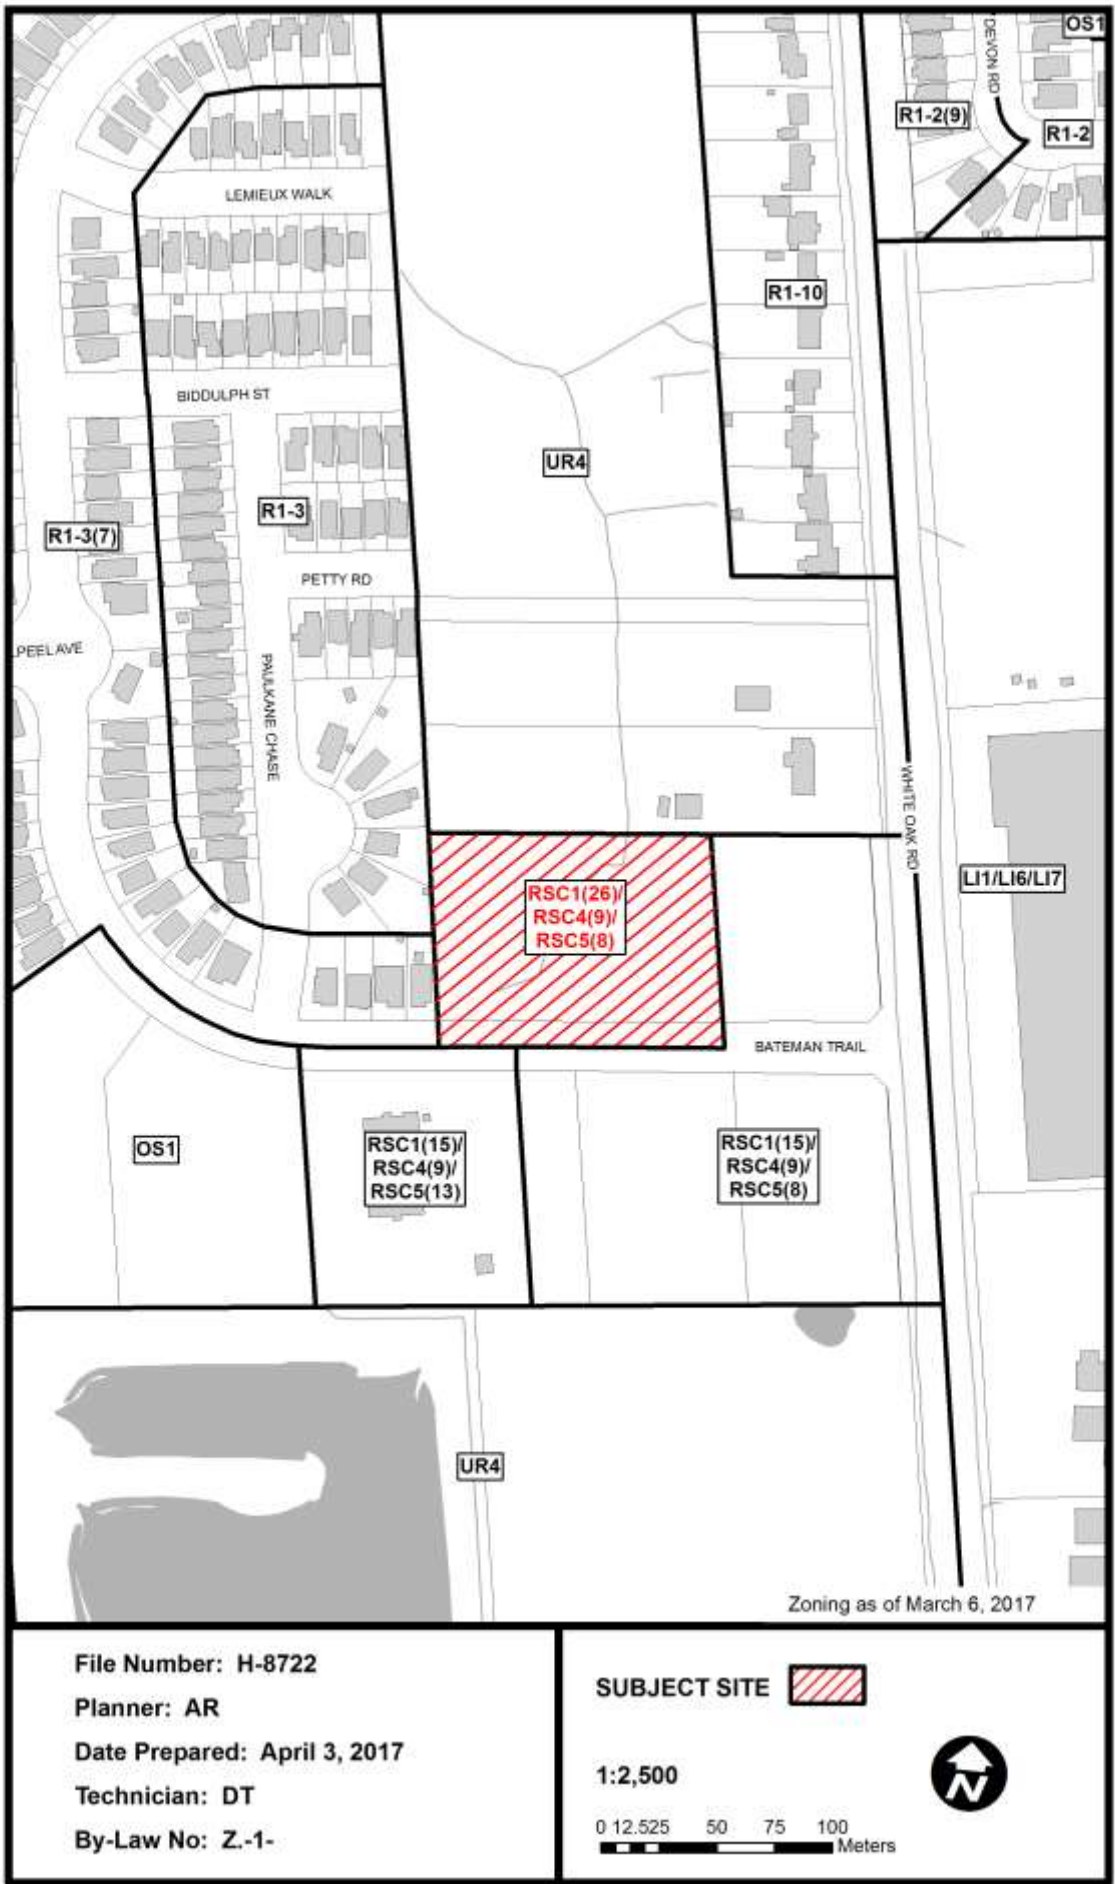 OS1
DEVON RD
R1-2(9)
R1-2
LEMIEUX WALK
R1-10
BIDDULPH ST
UR4
R1-3
R1-3(7)
PETTY RD
PEEL AVE
PAULKANE CHASE
WHITE OAK RD
LI1/LI6/LI7
RSC1(26)/
RSC4(9)/
RSC5(8)
BATEMAN TRAIL
OS1
RSC1(15)/
RSC4(9)/
RSC5(13)
RSC1(15)/
RSC4(9)/
RSC5(8)
UR4
Zoning as of March 6, 2017
File Number: H-8722
Planner: AR
Date Prepared: April 3, 2017
Technician: DT
By-Law No: Z.-1-
SUBJECT SITE
1:2,500
N
0 12.525 50 75 100
Meters